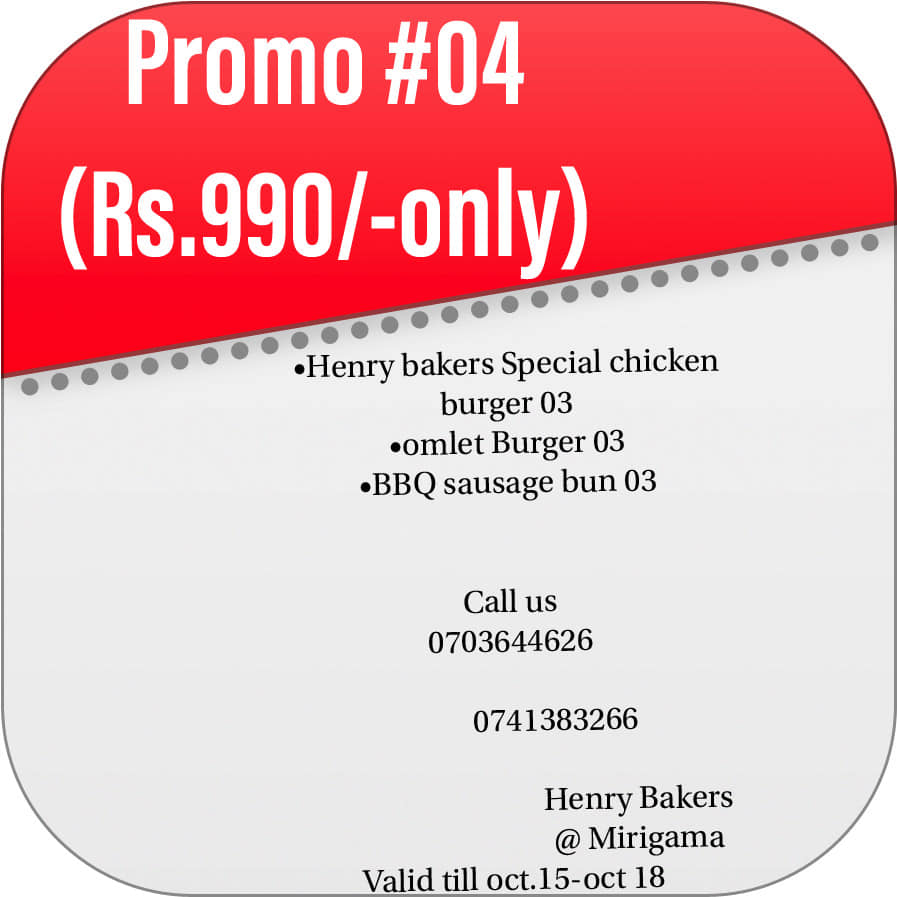 Promo #04
(Rs.990/-only)
•Henry bakers Special chicken
burger 03
•omlet Burger 03
•BBQ sausage bun 03
Call us
0703644626
0741383266
Henry Bakers
@ Mirigama
Valid till oct.15-oct 18